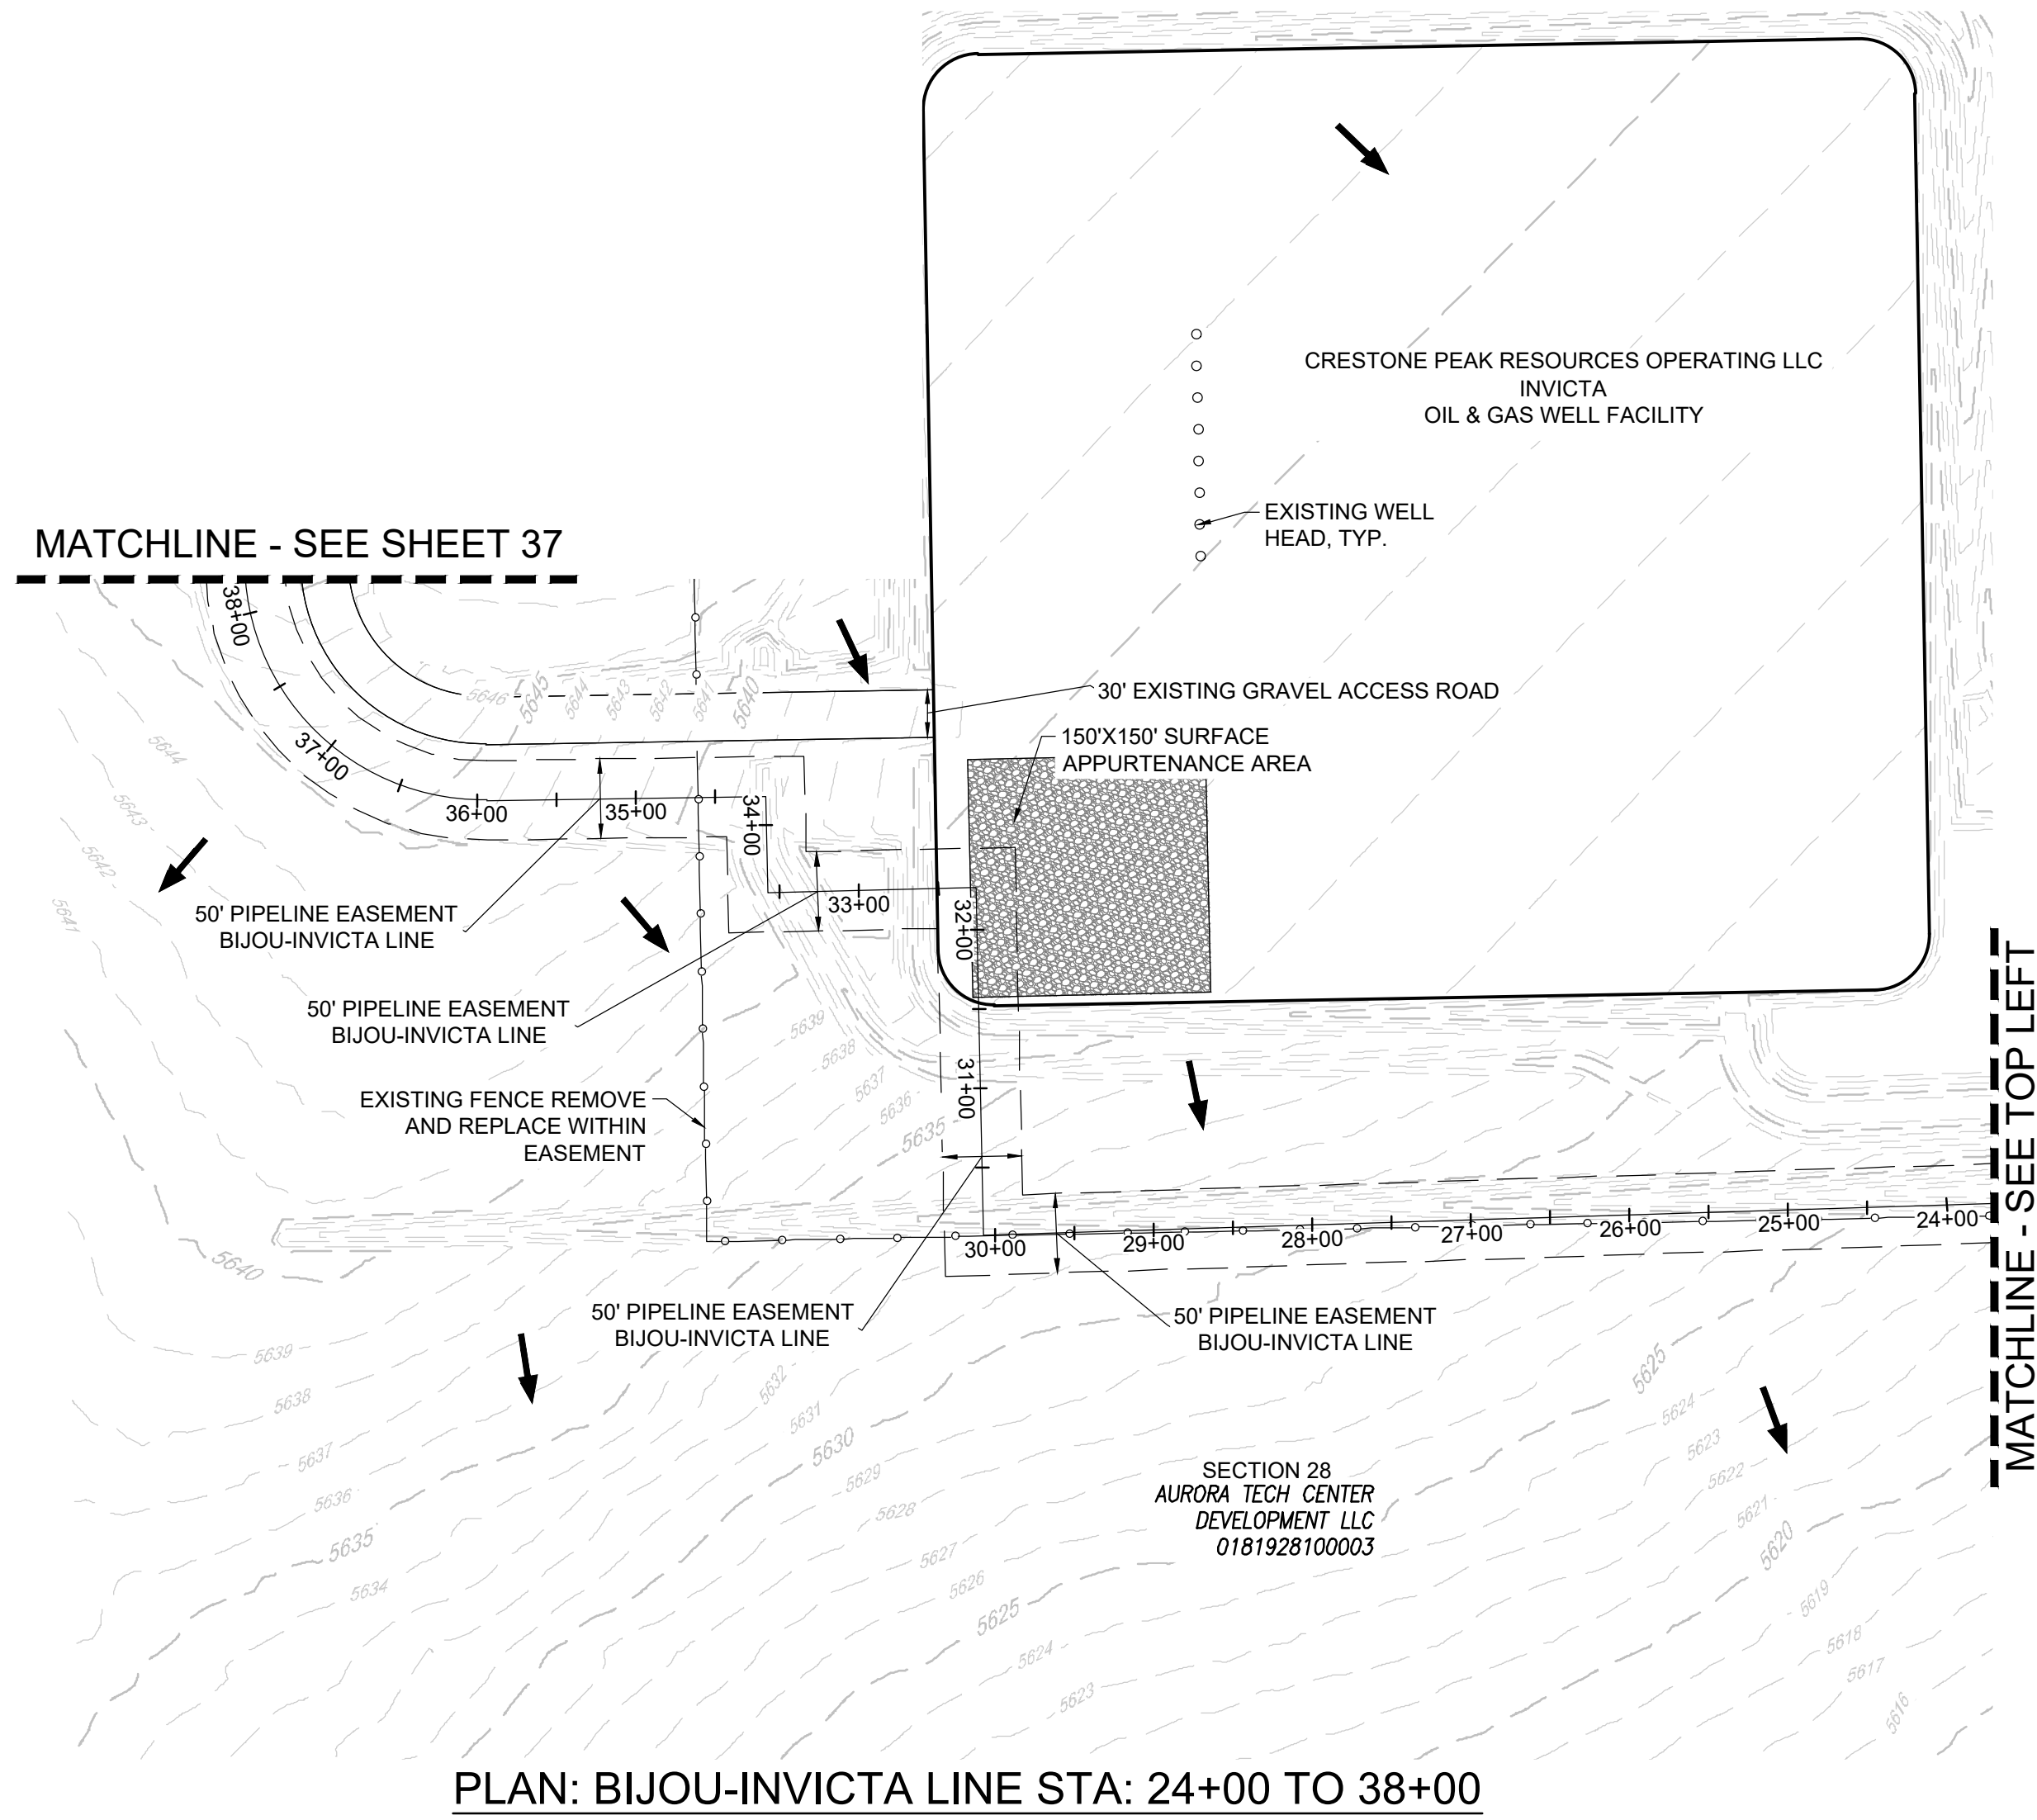 CRESTONE PEAK RESOURCES OPERATING LLC
INVICTA
OIL & GAS WELL FACILITY
EXISTING WELL
HEAD, TYP.
MATCHLINE - SEE SHEET 37
38+00
37+00
36+00
35+00
34+00
33+00
32+00
31+00
5646
5645
5644
5643
5642
5641
5640
30' EXISTING GRAVEL ACCESS ROAD
150'X150' SURFACE
APPURTENANCE AREA
5644
5643
5642
5641
50' PIPELINE EASEMENT
BIJOU-INVICTA LINE
50' PIPELINE EASEMENT
BIJOU-INVICTA LINE
EXISTING FENCE REMOVE
AND REPLACE WITHIN
EASEMENT
5639
5638
5637
5636
5635
MATCHLINE - SEE TOP LEFT
30+00
29+00
28+00
27+00
26+00
25+00
24+00
50' PIPELINE EASEMENT
BIJOU-INVICTA LINE
50' PIPELINE EASEMENT
BIJOU-INVICTA LINE
5640
5639
5638
5637
5636
5635
5634
5632
5631
5630
5629
5628
5627
5626
5625
5624
5623
SECTION 28
AURORA TECH CENTER
DEVELOPMENT LLC
0181928100003
5625
5624
5623
5622
5621
5620
5619
5618
5617
5616
PLAN: BIJOU-INVICTA LINE STA: 24+00 TO 38+00